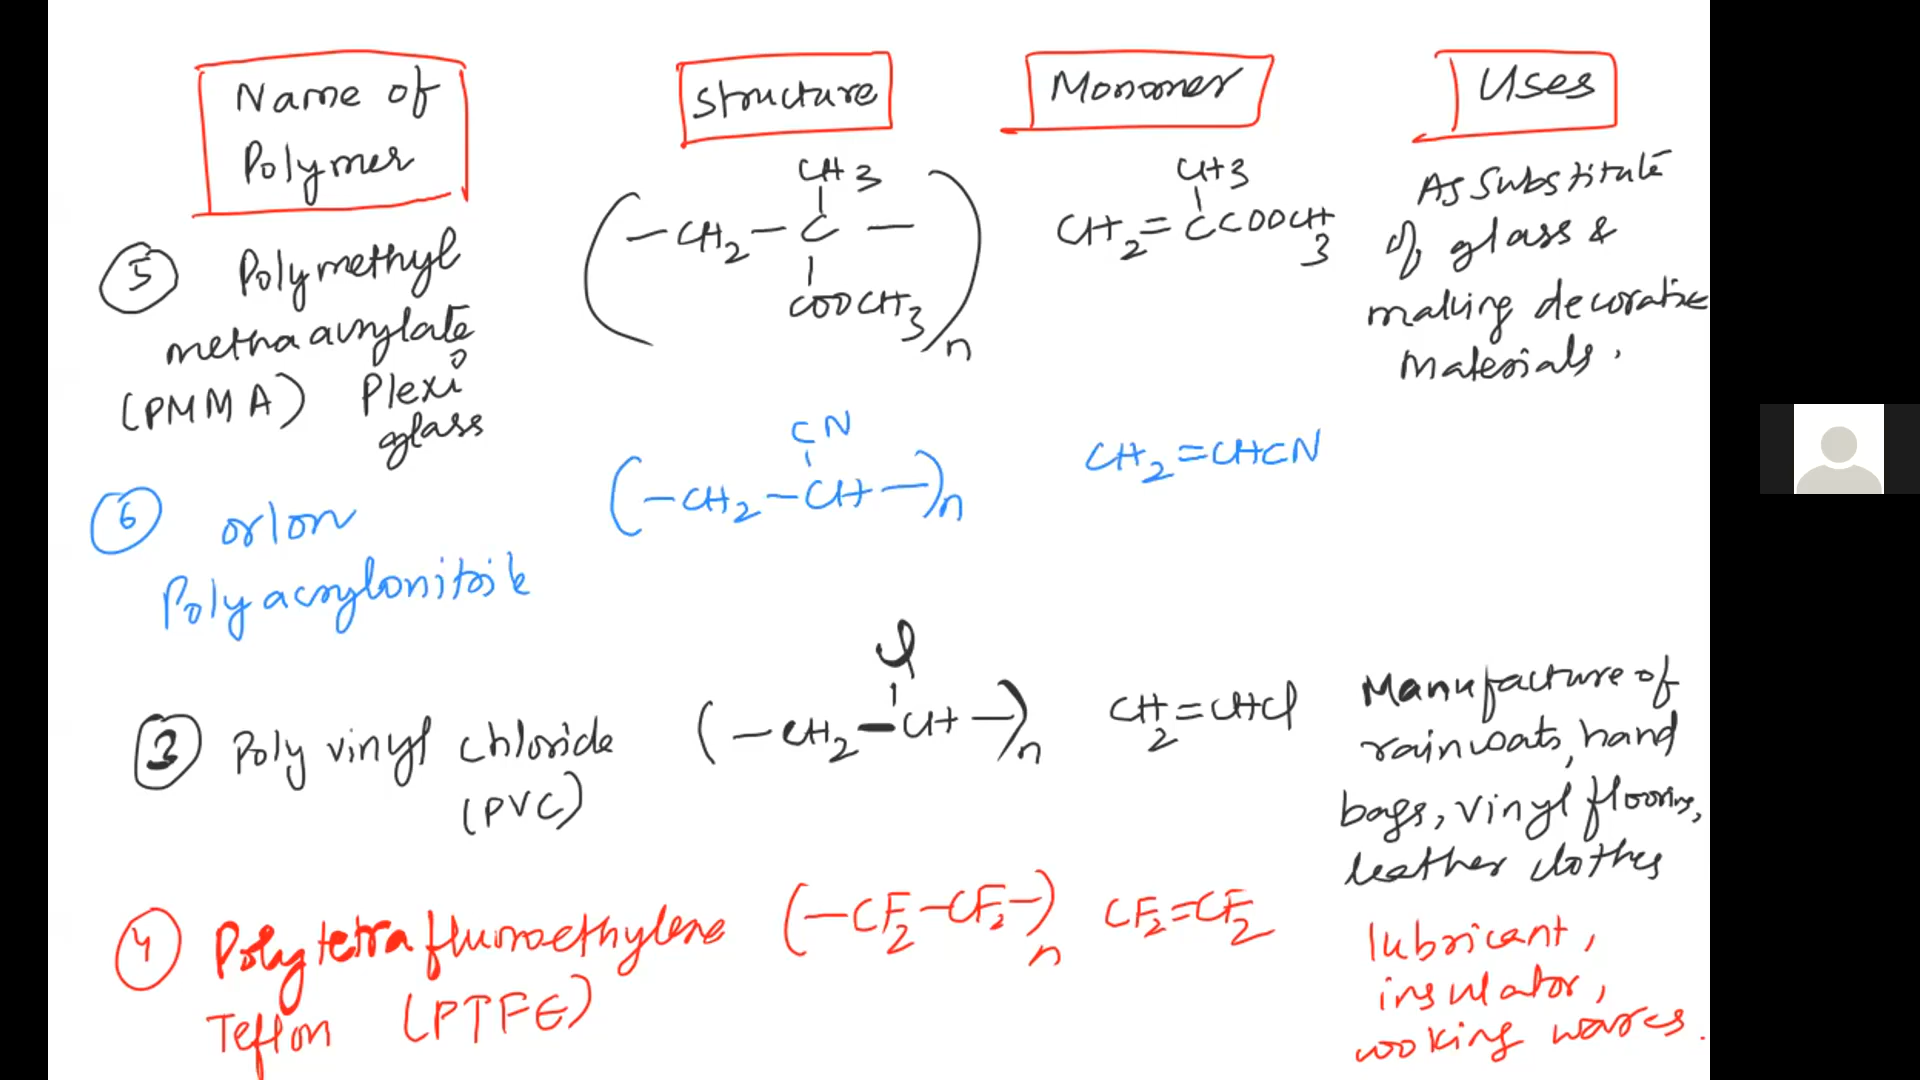 Name of
Polymer
Structure
Monomer
Uses
5
Polymethyl
methaacrylate
(PMMA) Plexi
glass
CH3
(-CH2-C-)n
COOCH3
CH3
CH2=CCOOCH3
As substitute
of glass &
making decorative
materials.
6
orlon
Polyacrylonitrile
CN
(-CH2-CH-)n
CH2=CHCN
3
Poly vinyl chloride
(PVC)
Cl
(-CH2-CH-)n
CH2=CHCl
Manufacture of
raincoats, hand
bags, vinyl flooring,
leather clothes
4
Polytetrafluoroethylene
Teflon (PTFE)
(-CF2-CF2-)n
CF2=CF2
lubricant,
insulator,
cooking wares.